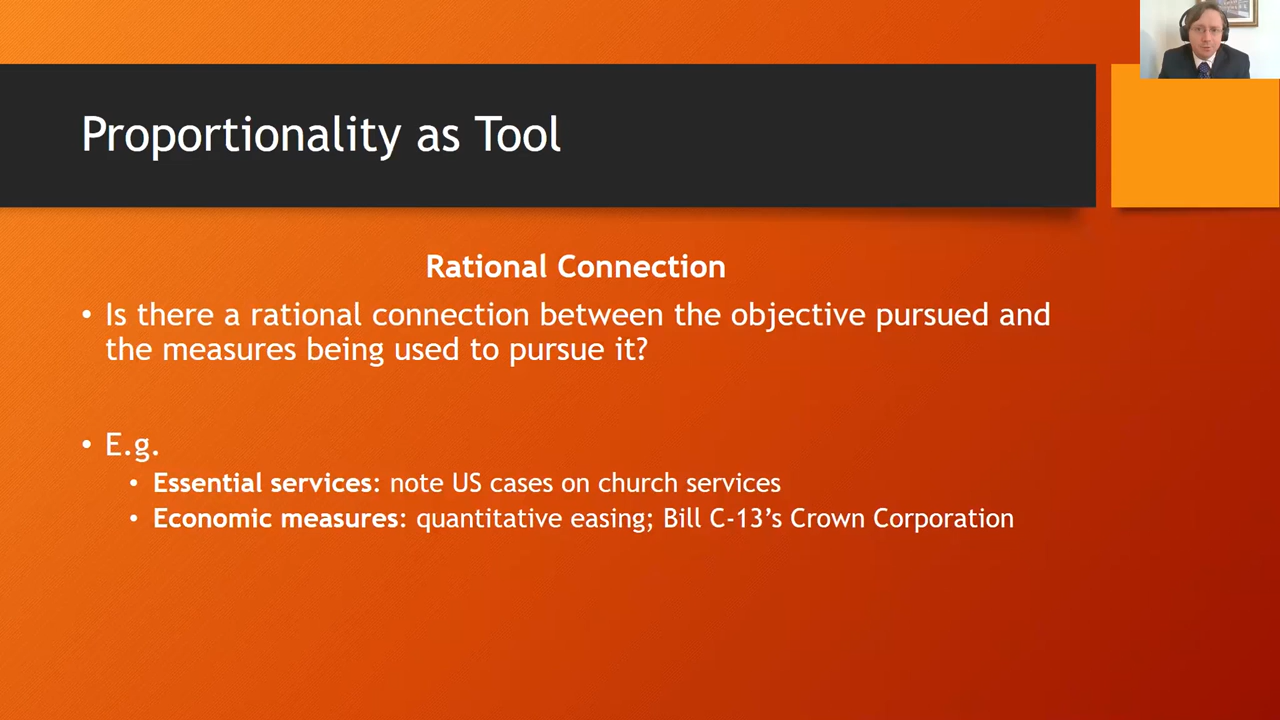 Proportionality as Tool
Rational Connection
• Is there a rational connection between the objective pursued and
the measures being used to pursue it?
• E.g.
• Essential services: note US cases on church services
• Economic measures: quantitative easing; Bill C-13’s Crown Corporation